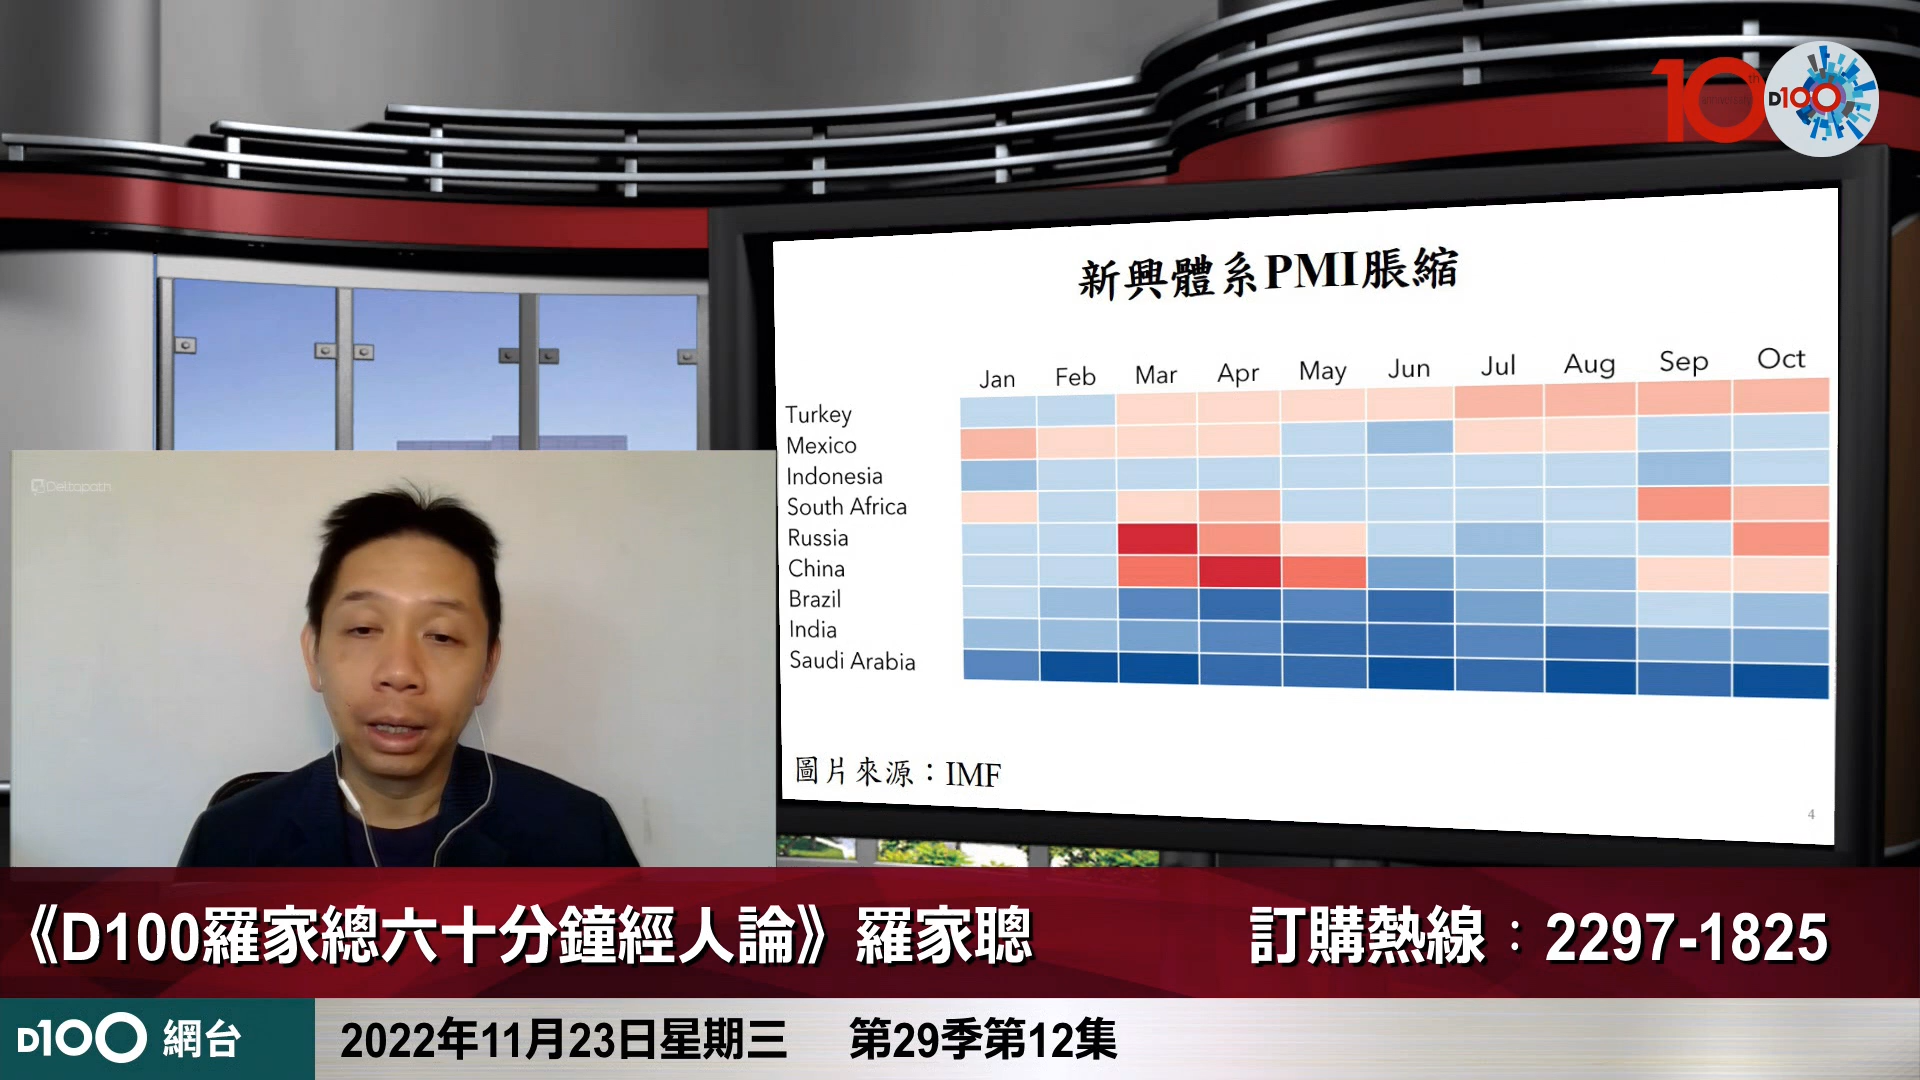 10th
D100
新興體系PMI脹縮
Jan Feb Mar Apr May Jun Jul Aug Sep Oct
Turkey
Mexico
Indonesia
South Africa
Russia
China
Brazil
India
Saudi Arabia
圖片來源：IMF
4
Deltapath
《D100羅家總六十分鐘經人論》羅家聰 訂購熱線：2297-1825
D100 網台 2022年11月23日星期三 第29季第12集